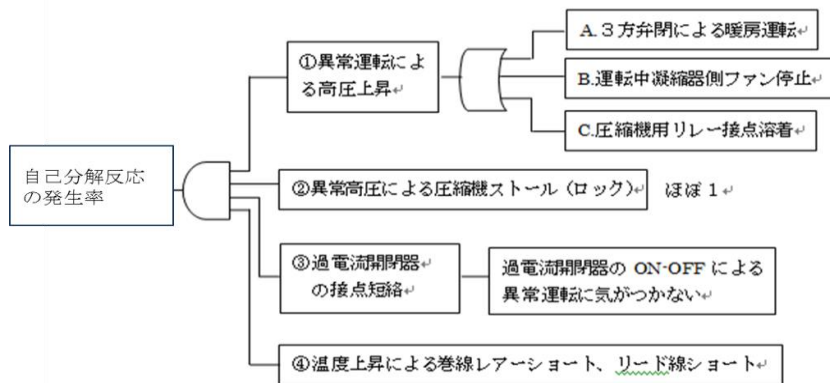 A.３方弁閉による暖房運転↵
①異常運転によ
る高圧上昇↵
B.運転中凝縮器側ファン停止↵
C.圧縮機用リレー接点溶着↵
自己分解反応
の発生率
②異常高圧による圧縮機ストール（ロック）↵ ほぼ１↵
③過電流開閉器↵
の接点短絡↵
過電流開閉器の ON-OFF による
異常運転に気がつかない↵
④温度上昇による巻線レアーショート、リード線ショート↵